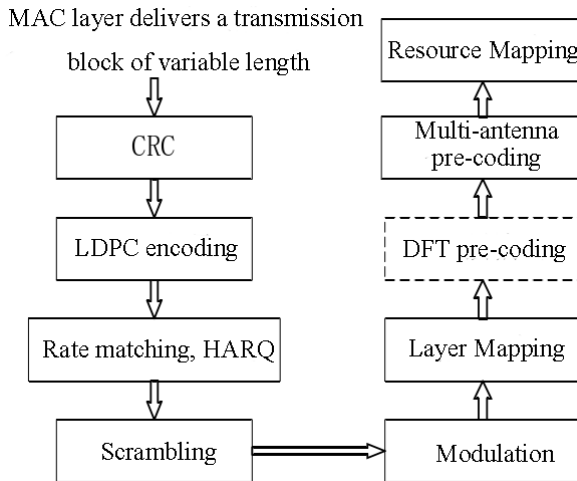 MAC layer delivers a transmission
block of variable length
CRC
LDPC encoding
Rate matching, HARQ
Scrambling
Modulation
Layer Mapping
DFT pre-coding
Multi-antenna
pre-coding
Resource Mapping